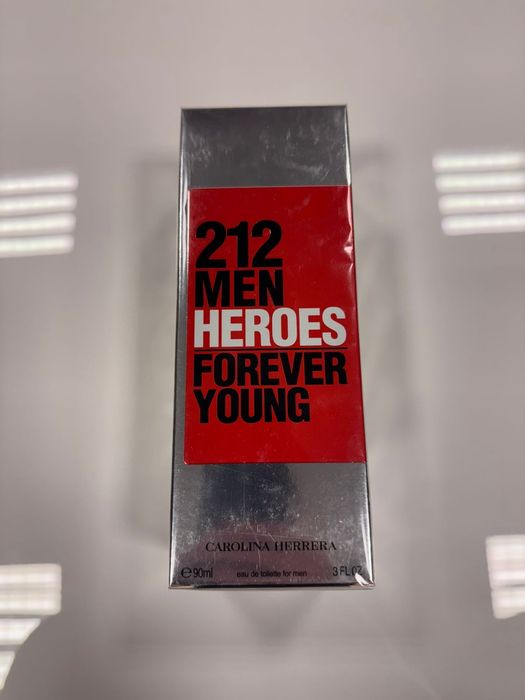 212
MEN
HEROES
FOREVER
YOUNG
CAROLINA HERRERA
℮ 90ml eau de toilette for men 3 FL OZ